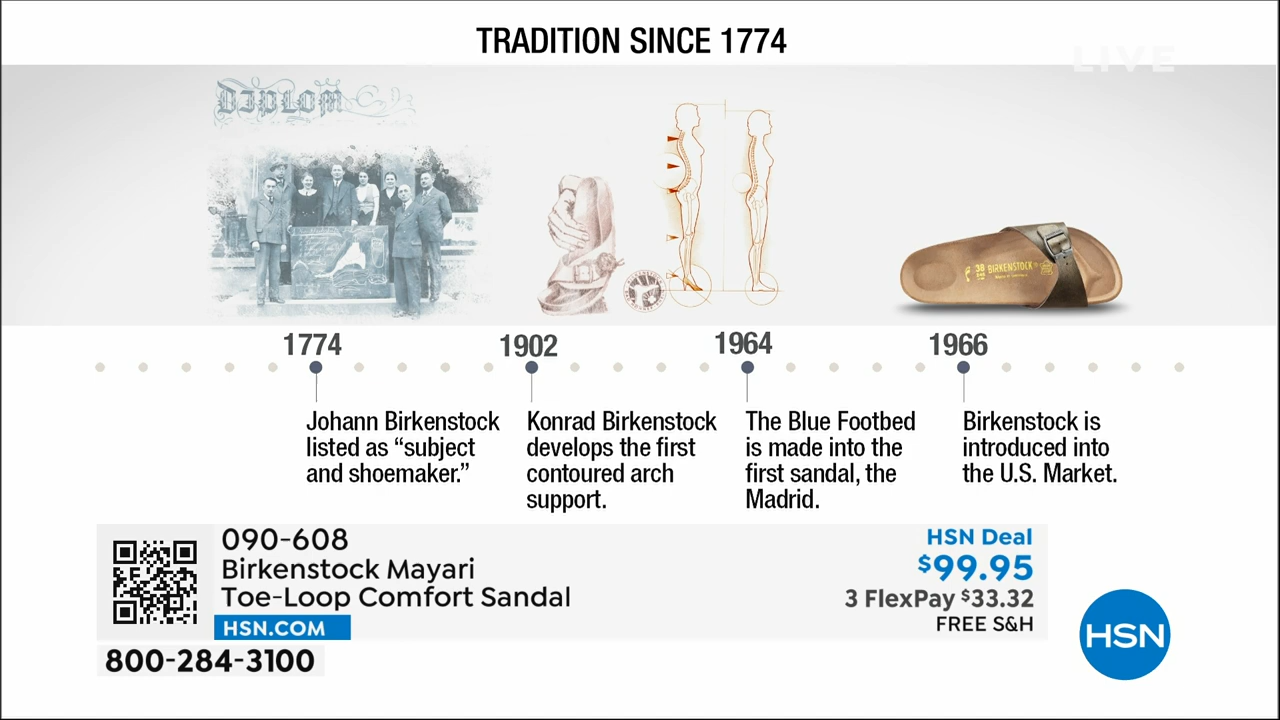 TRADITION SINCE 1774
LIVE
Diplom
BIRKENSTOCK
38
1774
1902
1964
1966
Johann Birkenstock
listed as “subject
and shoemaker.”
Konrad Birkenstock
develops the first
contoured arch
support.
The Blue Footbed
is made into the
first sandal, the
Madrid.
Birkenstock is
introduced into
the U.S. Market.
090-608
Birkenstock Mayari
Toe-Loop Comfort Sandal
HSN.COM
800-284-3100
HSN Deal
$99.95
3 FlexPay $33.32
FREE S&H
HSN